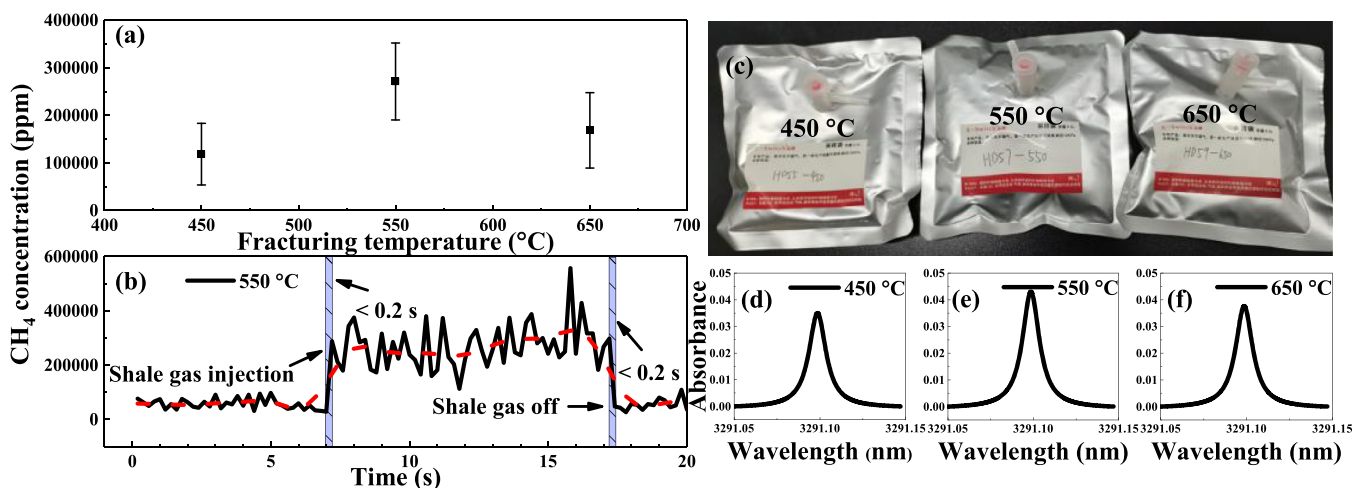 (a)
400000
300000
200000
100000
0
400 450 500 550 600 650 700
Fracturing temperature (°C)
CH₄ concentration (ppm)
(b)
550 °C
600000
400000
200000
0
< 0.2 s
Shale gas injection
< 0.2 s
Shale gas off
0 5 10 15 20
Time (s)
(c)
450 °C
550 °C
650 °C
HD55-450
HD57-550
HD59-650
(d) 450 °C
(e) 550 °C
(f) 650 °C
Absorbance
0.05 0.05 0.05
0.04 0.04 0.04
0.03 0.03 0.03
0.02 0.02 0.02
0.01 0.01 0.01
0.00 0.00 0.00
3291.05 3291.10 3291.15
3291.05 3291.10 3291.15
3291.05 3291.10 3291.15
Wavelength (nm)
Wavelength (nm)
Wavelength (nm)